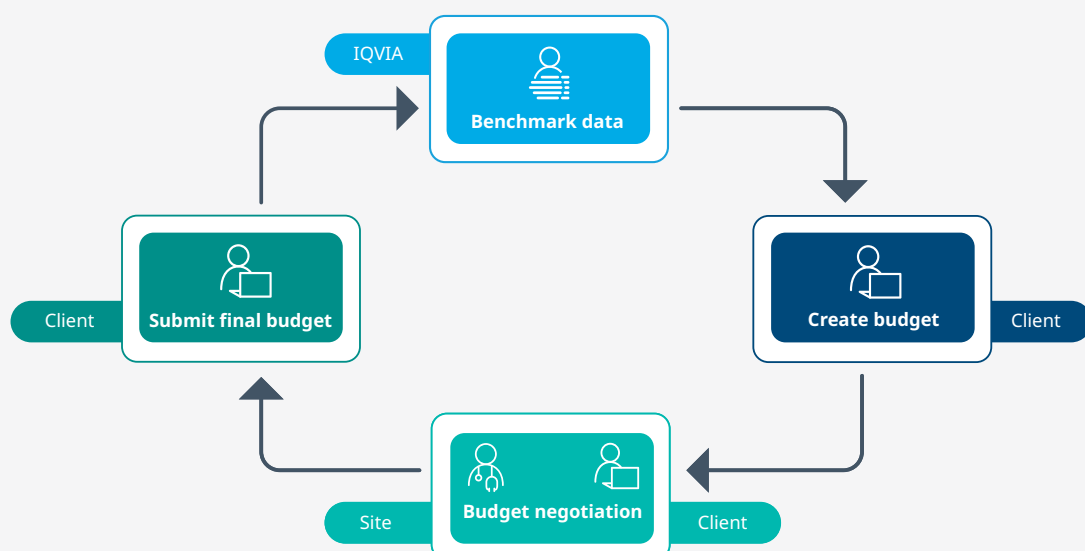 IQVIA
Benchmark data
Client
Submit final budget
Create budget
Client
Budget negotiation
Site
Client